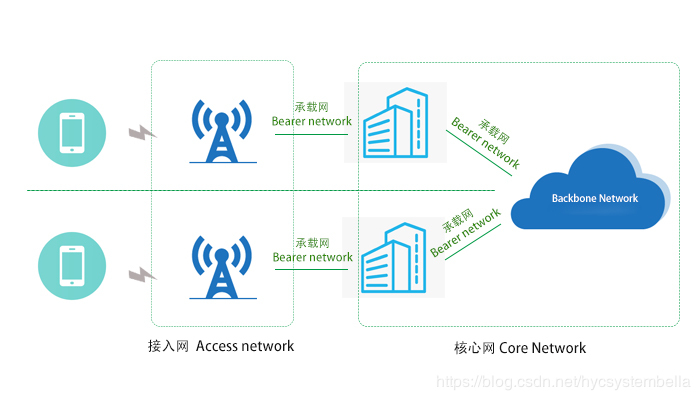 承载网
Bearer network
承载网
Bearer network
Backbone Network
承载网
Bearer network
承载网
Bearer network
接入网 Access network
核心网 Core Network
https://blog.csdn.net/hycsystembella